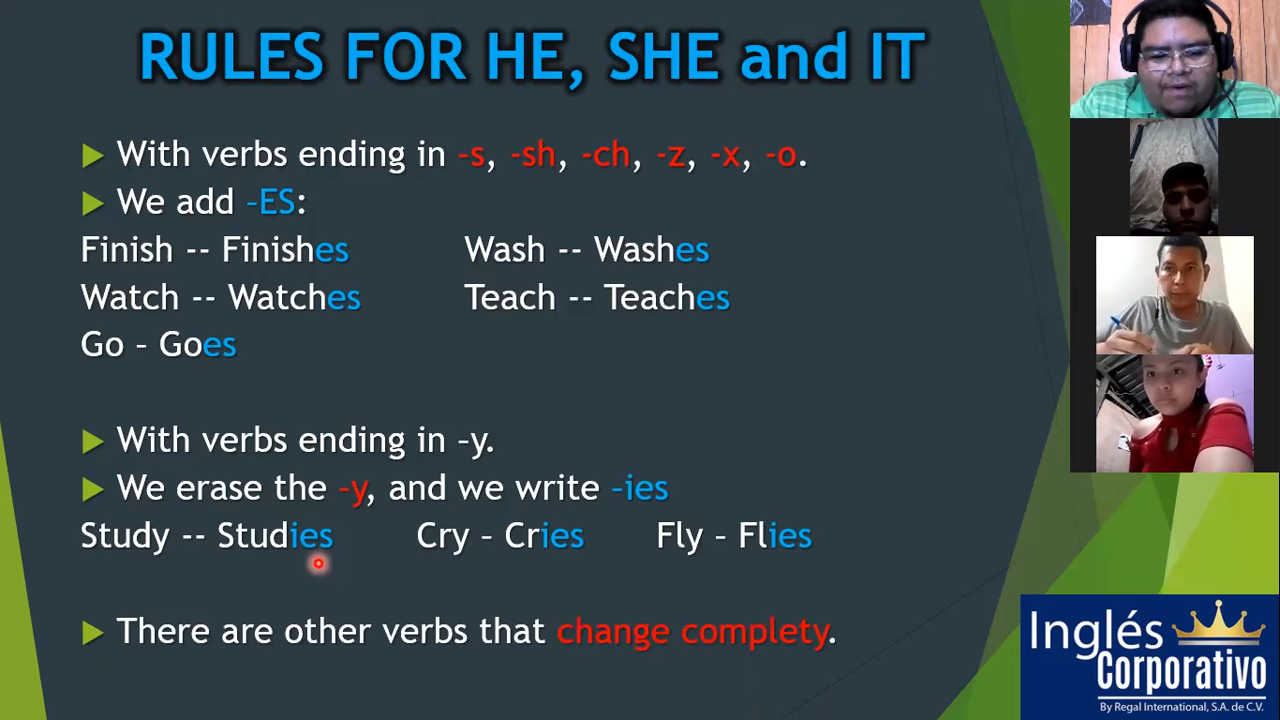 RULES FOR HE, SHE and IT
With verbs ending in –s, -sh, -ch, -z, -x, -o.
We add –ES:
Finish -- Finishes Wash -- Washes
Watch -- Watches Teach -- Teaches
Go – Goes
With verbs ending in –y.
We erase the –y, and we write –ies
Study -- Studies Cry – Cries Fly – Flies
There are other verbs that change complety.
Inglés
Corporativo
By Regal International, S.A. de C.V.